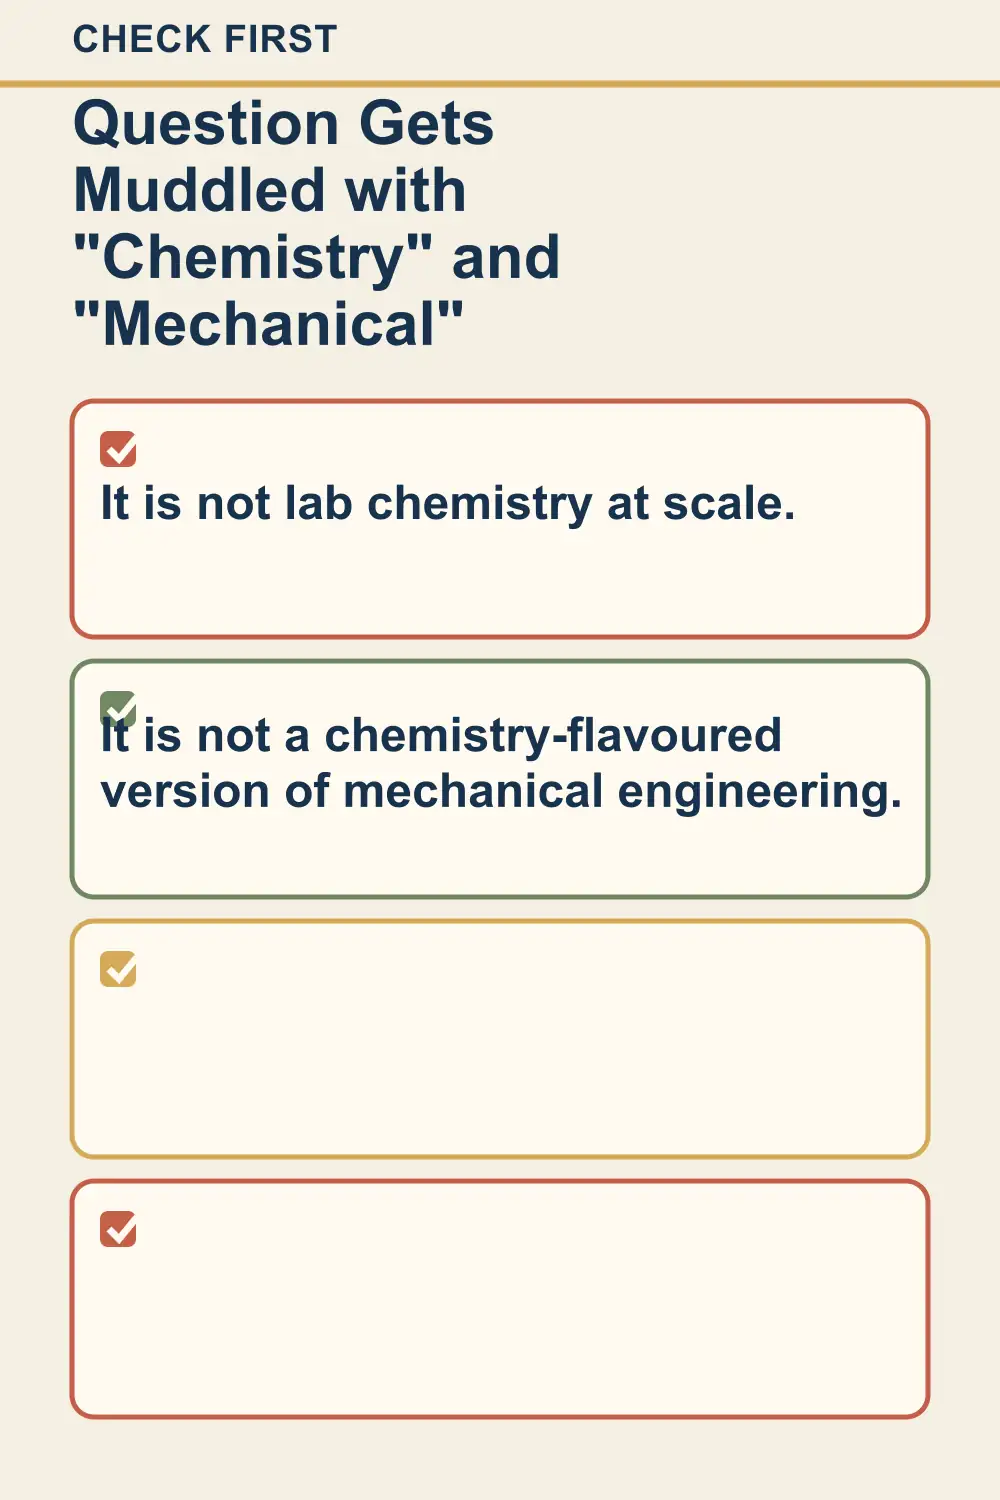 CHECK FIRST
Question Gets
Muddled with
"Chemistry" and
"Mechanical"
It is not lab chemistry at scale.
It is not a chemistry-flavoured
version of mechanical engineering.